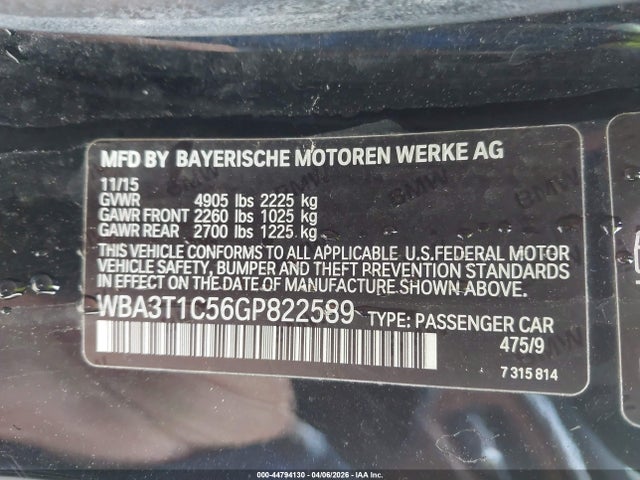 MFD BY BAYERISCHE MOTOREN WERKE AG
11/15
GVWR 4905 lbs 2225 kg
GAWR FRONT 2260 lbs 1025 kg
GAWR REAR 2700 lbs 1225 kg
THIS VEHICLE CONFORMS TO ALL APPLICABLE U.S.FEDERAL MOTOR
VEHICLE SAFETY, BUMPER AND THEFT PREVENTION STANDARDS
IN EFFECT ON THE DATE OF MANUFACTURE SHOWN ABOVE.
WBA3T1C56GP822589 TYPE: PASSENGER CAR
475/9
7 315 814
000-44794130 - 04/06/2026 - IAA Inc.